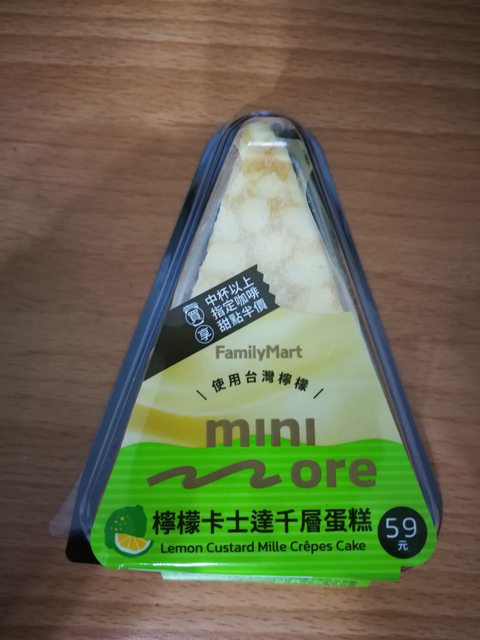 買 中杯以上
指定咖啡
享 甜點半價
FamilyMart
使用台灣檸檬
mini
ore
檸檬卡士達千層蛋糕
Lemon Custard Mille Crêpes Cake
59
元